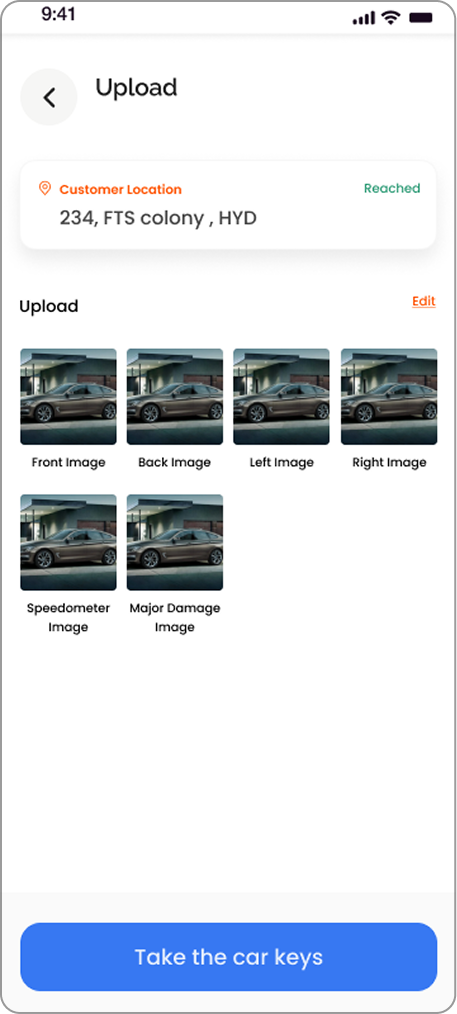 9:41
Upload
Customer Location
Reached
234, FTS colony , HYD
Upload
Edit
Front Image
Back Image
Left Image
Right Image
Speedometer
Image
Major Damage
Image
Take the car keys